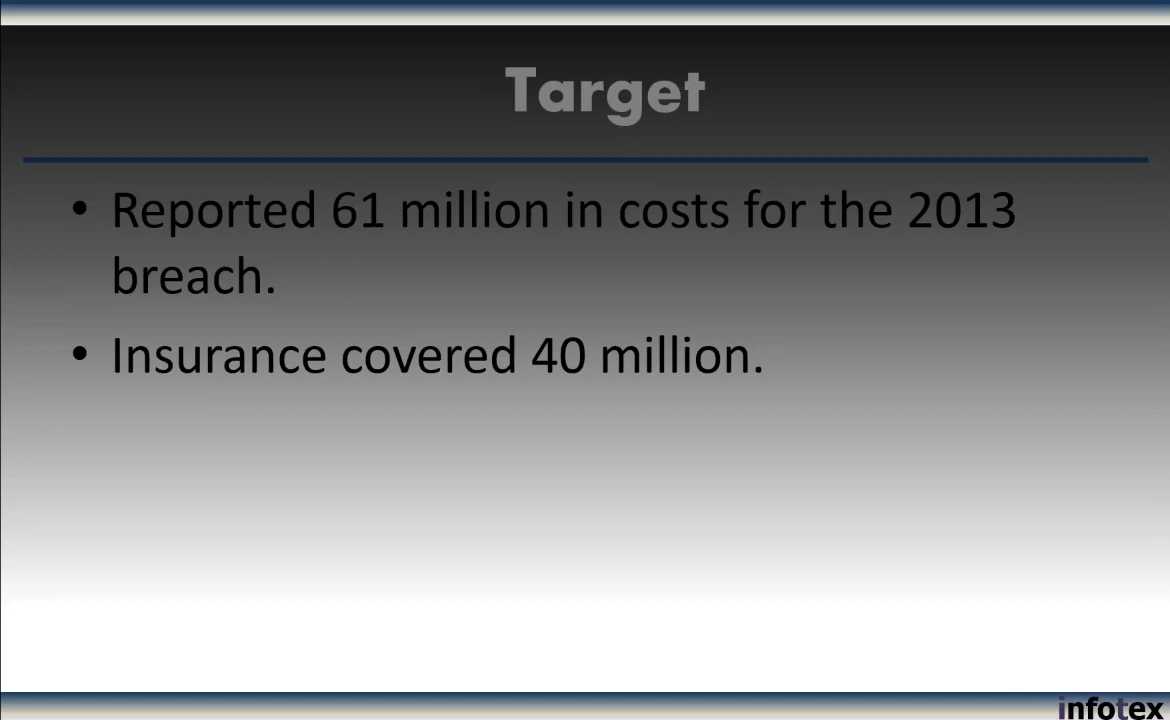 Target
• Reported 61 million in costs for the 2013
breach.
• Insurance covered 40 million.
infotex